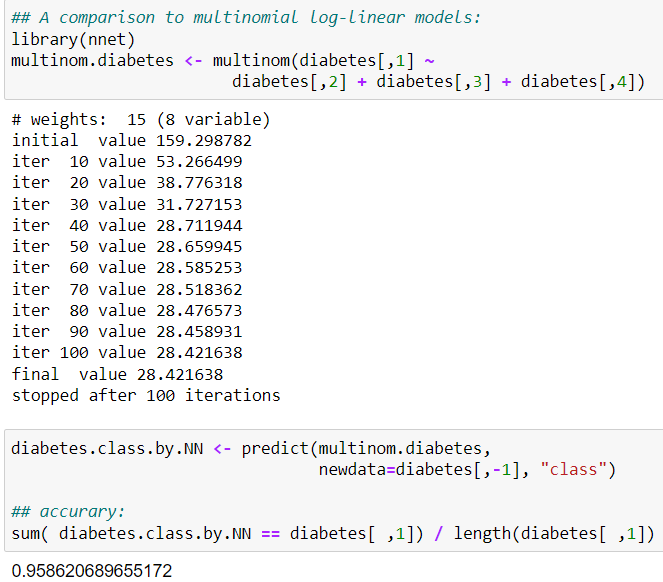 ## A comparison to multinomial log-linear models:
library(nnet)
multinom.diabetes <- multinom(diabetes[,1] ~
                      diabetes[,2] + diabetes[,3] + diabetes[,4])
# weights:  15 (8 variable)
initial  value 159.298782
iter  10 value 53.266499
iter  20 value 38.776318
iter  30 value 31.727153
iter  40 value 28.711944
iter  50 value 28.659945
iter  60 value 28.585253
iter  70 value 28.518362
iter  80 value 28.476573
iter  90 value 28.458931
iter 100 value 28.421638
final  value 28.421638
stopped after 100 iterations
diabetes.class.by.NN <- predict(multinom.diabetes,
                                newdata=diabetes[,-1], "class")
## accurary:
sum( diabetes.class.by.NN == diabetes[ ,1]) / length(diabetes[ ,1])
0.958620689655172